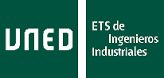 UNED
ETS de
Ingenieros
Industriales